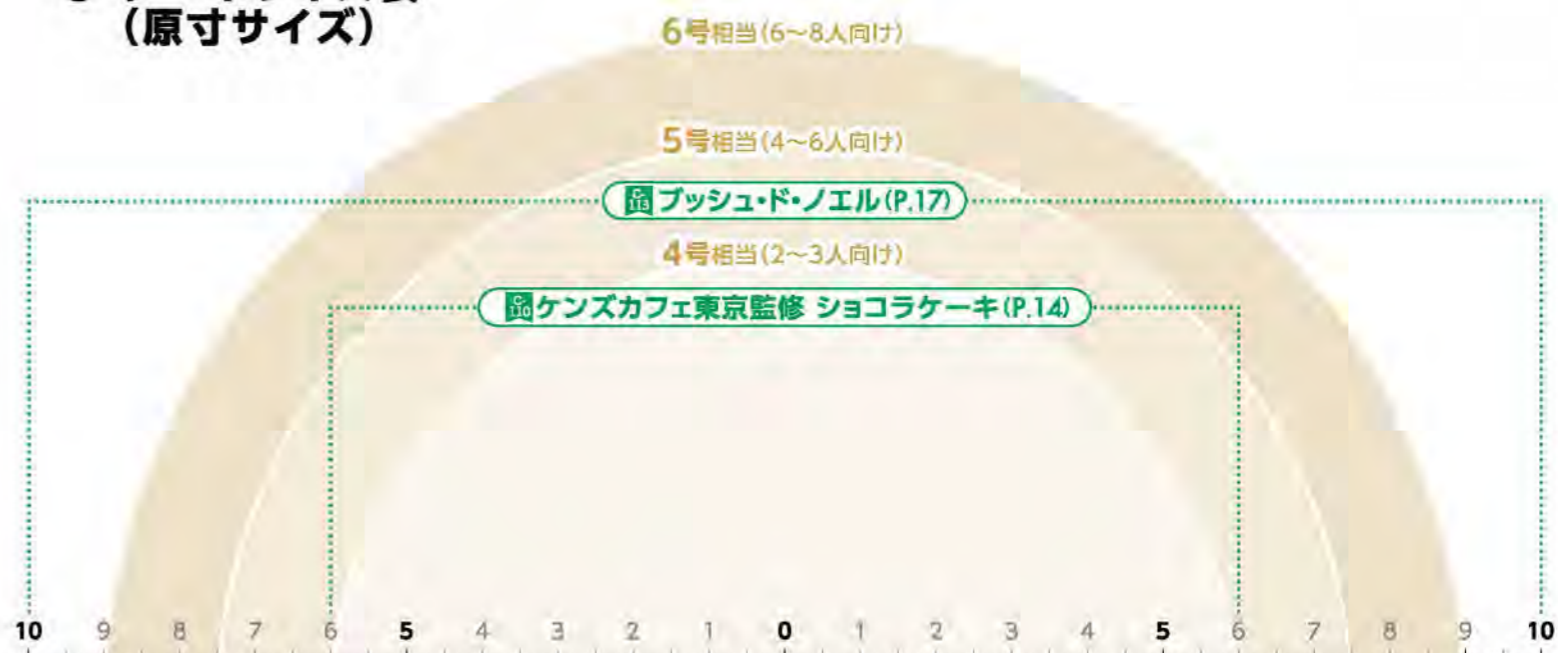 （原寸サイズ）
6号相当（6〜8人向け）
5号相当（4〜6人向け）
C-113 ブッシュ・ド・ノエル（P.17）
4号相当（2〜3人向け）
C-110 ケンズカフェ東京監修 ショコラケーキ（P.14）
10 9 8 7 6 5 4 3 2 1 0 1 2 3 4 5 6 7 8 9 10